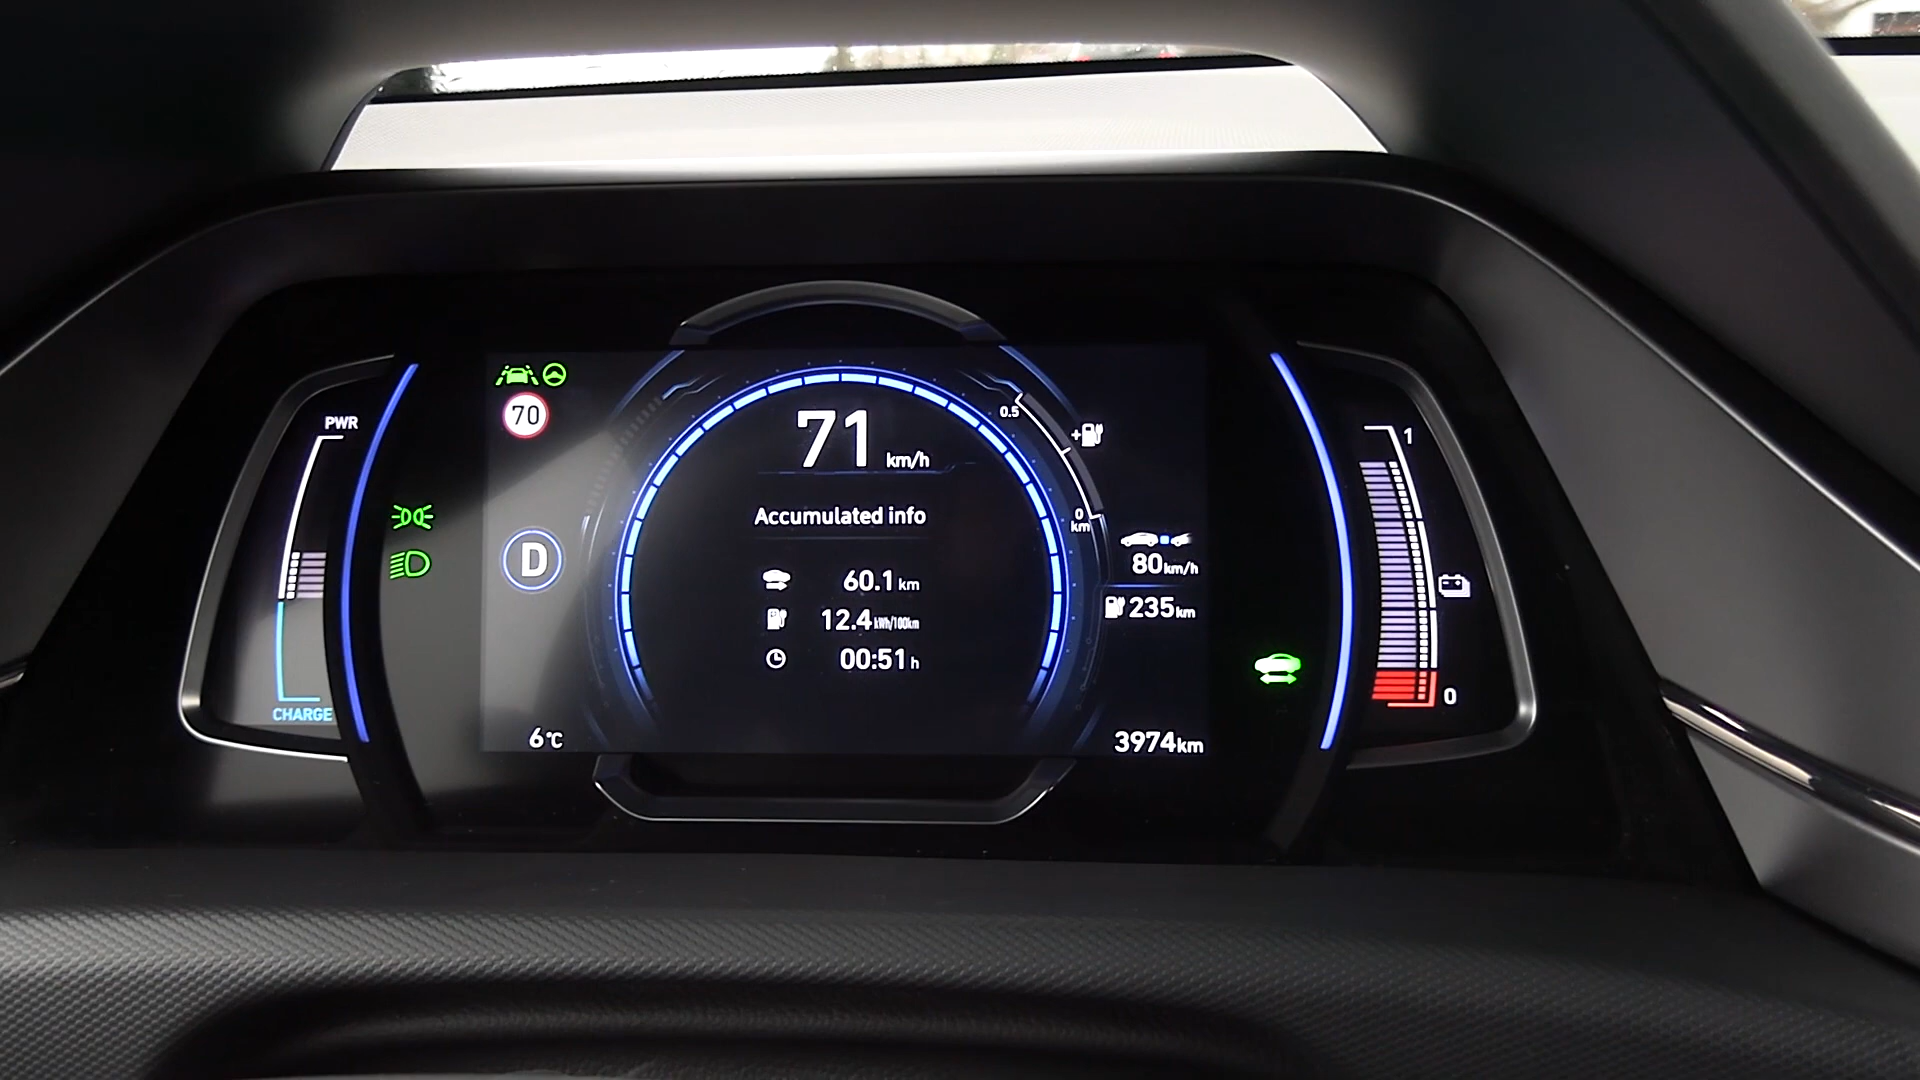 PWR
CHARGE
70
D
6°C
71 km/h
Accumulated info
60.1 km
12.4 kWh/100km
00:51 h
0.5
+
0
km
80km/h
235km
3974km
1
0